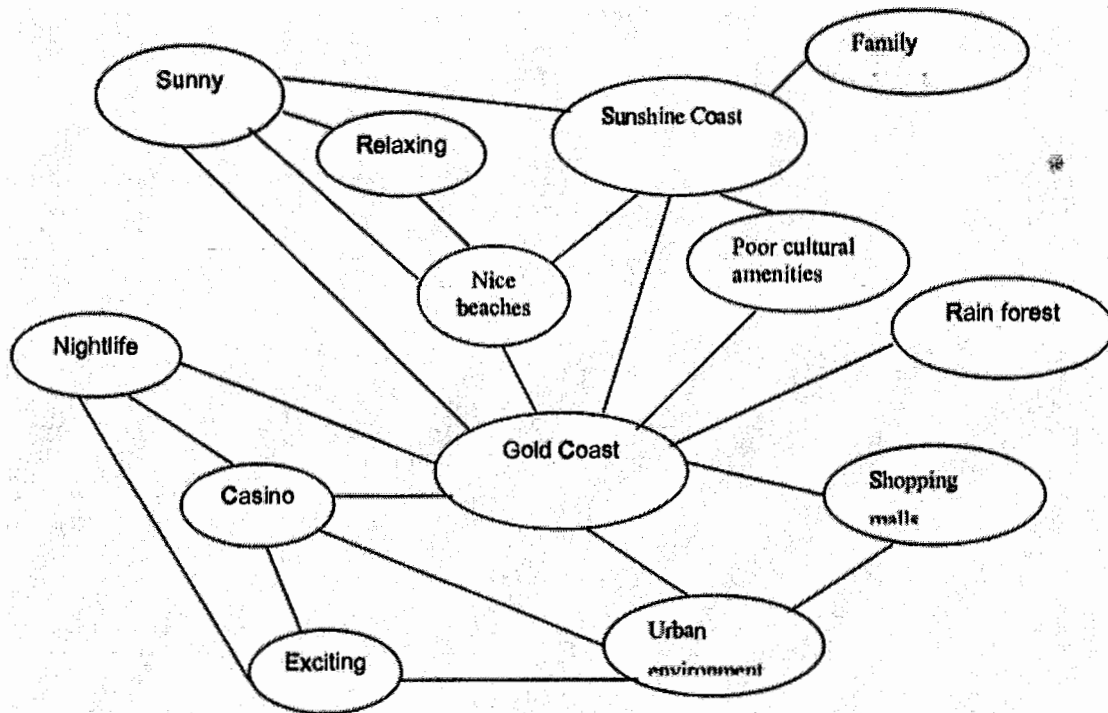 Family
Sunny
Sunshine Coast
Relaxing
Poor cultural
amenities
Nice
beaches
Rain forest
Nightlife
Gold Coast
Shopping
malls
Casino
Urban
environment
Exciting